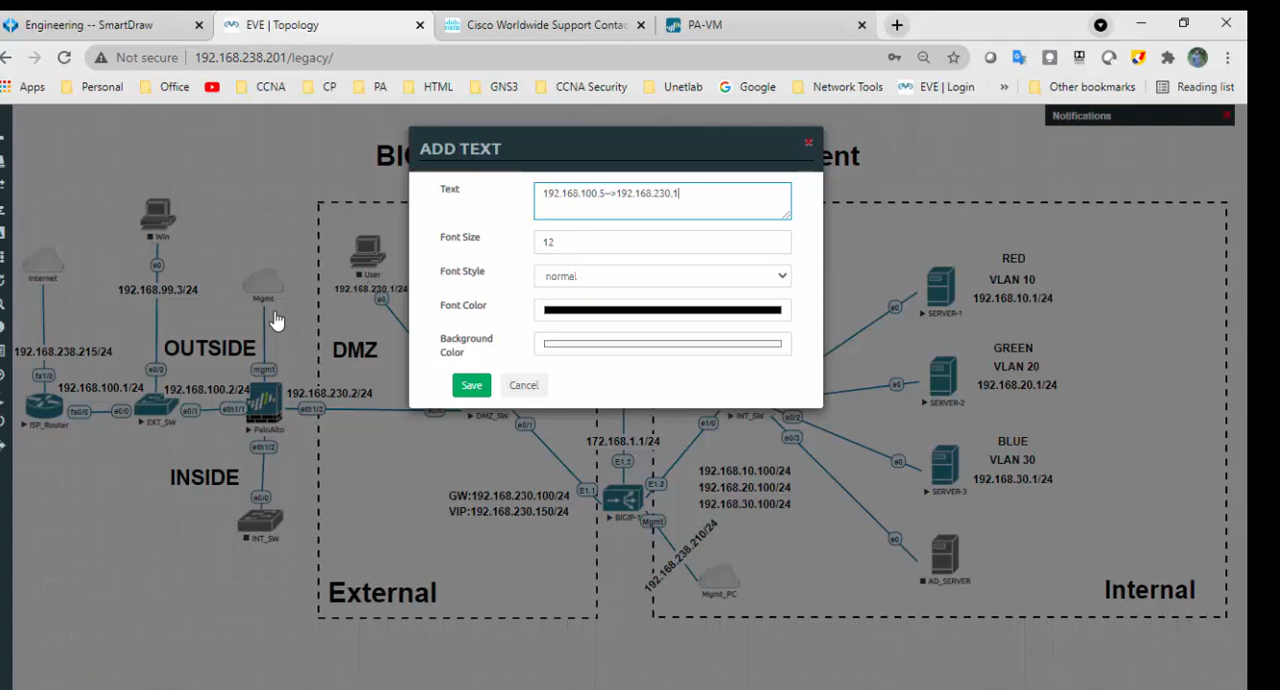 Engineering -- SmartDraw
EVE | Topology
Cisco Worldwide Support Contac
PA-VM
Not secure
192.168.238.201/legacy/
Apps
Personal
Office
CCNA
CP
PA
HTML
GNS3
CCNA Security
Unetlab
Google
Network Tools
EVE | Login
»
Other bookmarks
Reading list
Notifications
ADD TEXT
Text
192.168.100.5-->192.168.230.1
Font Size
12
Font Style
normal
Font Color
Background
Color
Save
Cancel
Internet
Win
e0
192.168.99.3/24
Mgmt
192.168.238.215/24
OUTSIDE
e0/2
mgmt
fa1/0
192.168.100.1/24
192.168.100.2/24
192.168.230.2/24
ISP_Router
fa0/0
e0/0
EXT_SW
e0/1
eth1/1
PaloAlto
eth1/3
eth1/2
INSIDE
e0/0
INT_SW
User
192.168.230.1/24
e0
DMZ
DMZ_SW
e0/1
GW:192.168.230.100/24
VIP:192.168.230.150/24
External
172.168.1.1/24
E1.3
E1.1
E1.2
BIGIP-1
Mgmt
192.168.238.210/24
Mgmt_PC
INT_SW
e1/0
e0/2
e0/3
192.168.10.100/24
192.168.20.100/24
192.168.30.100/24
e0
SERVER-1
RED
VLAN 10
192.168.10.1/24
e0
SERVER-2
GREEN
VLAN 20
192.168.20.1/24
e0
SERVER-3
BLUE
VLAN 30
192.168.30.1/24
e0
AD_SERVER
Internal